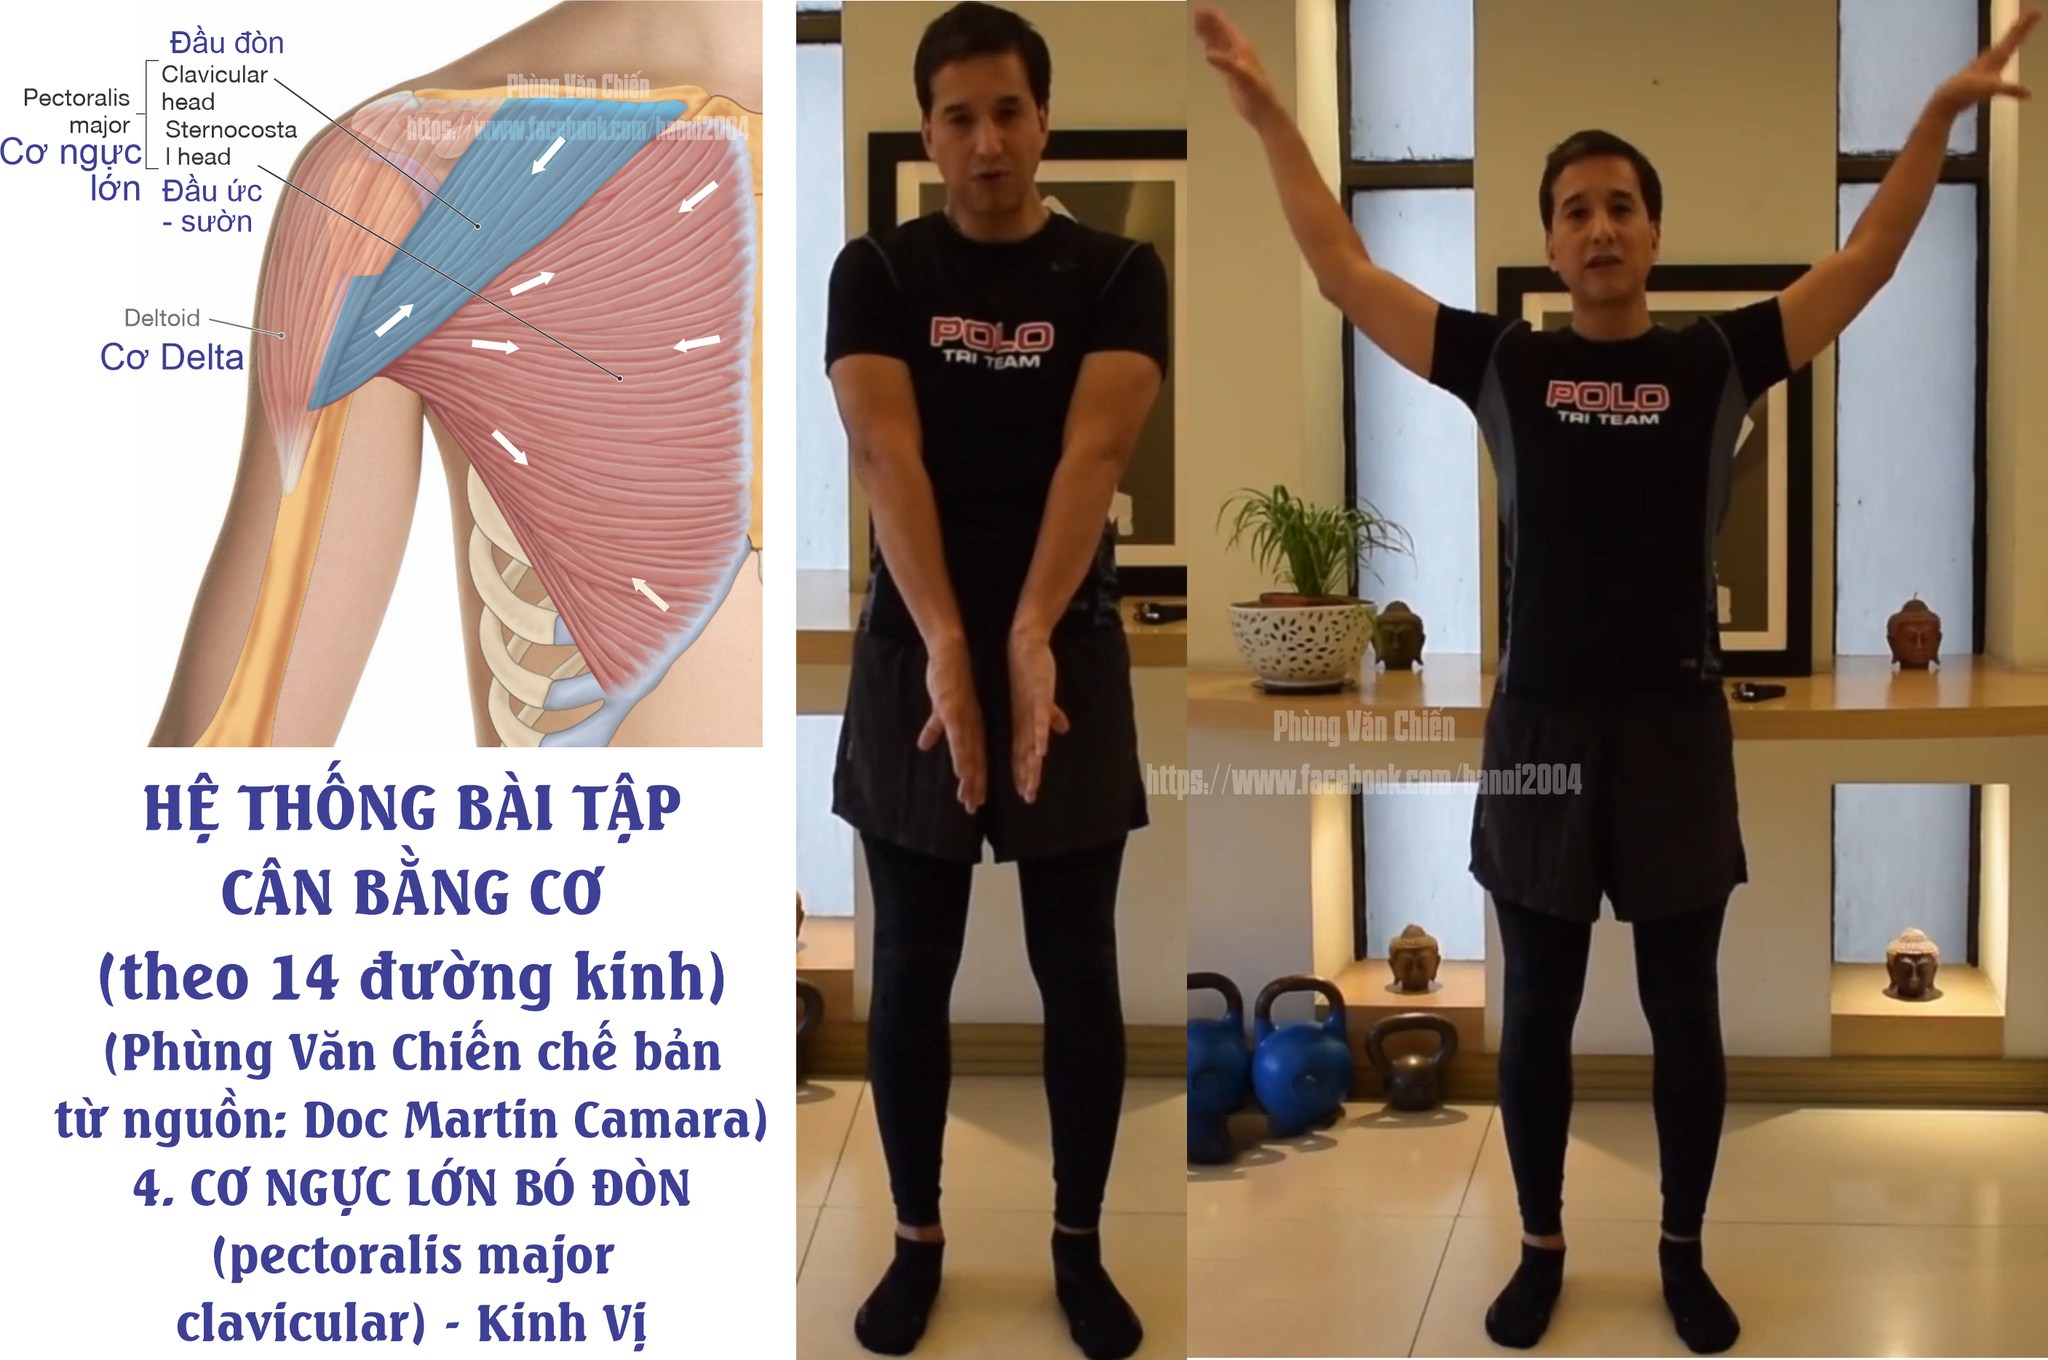 Đầu đòn
Clavicular
head
Pectoralis
major
Sternocosta
l head
Cơ ngực
lớn
Đầu ức
- sườn
Deltoid
Cơ Delta
Phùng Văn Chiến
https://www.facebook.com/hanoi2004
HỆ THỐNG BÀI TẬP
CÂN BẰNG CƠ
(theo 14 đường kinh)
(Phùng Văn Chiến chế bản
từ nguồn: Doc Martin Camara)
4. CƠ NGỰC LỚN BÓ ĐÒN
(pectoralis major
clavicular) - Kinh Vị
POLO
TRI TEAM
POLO
TRI TEAM
Phùng Văn Chiến
https://www.facebook.com/hanoi2004